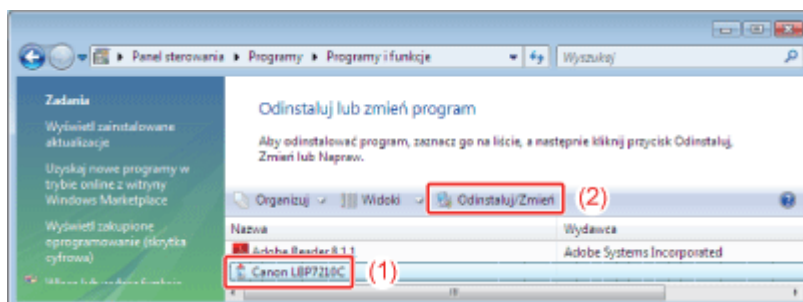 Panel sterowania ▸ Programy ▸ Programy i funkcje
Wyszukaj
Zadania
Wyświetl zainstalowane
aktualizacje
Uzyskaj nowe programy w
trybie online z witryny
Windows Marketplace
Wyświetl zakupione
oprogramowanie (skrytka
cyfrowa)
Odinstaluj lub zmień program
Aby odinstalować program, zaznacz go na liście, a następnie kliknij przycisk Odinstaluj,
Zmień lub Napraw.
Organizuj Widoki Odinstaluj/Zmień (2)
Nazwa Wydawca
Adobe Reader 8.1.1 Adobe Systems Incorporated
Canon LBP7210C (1)